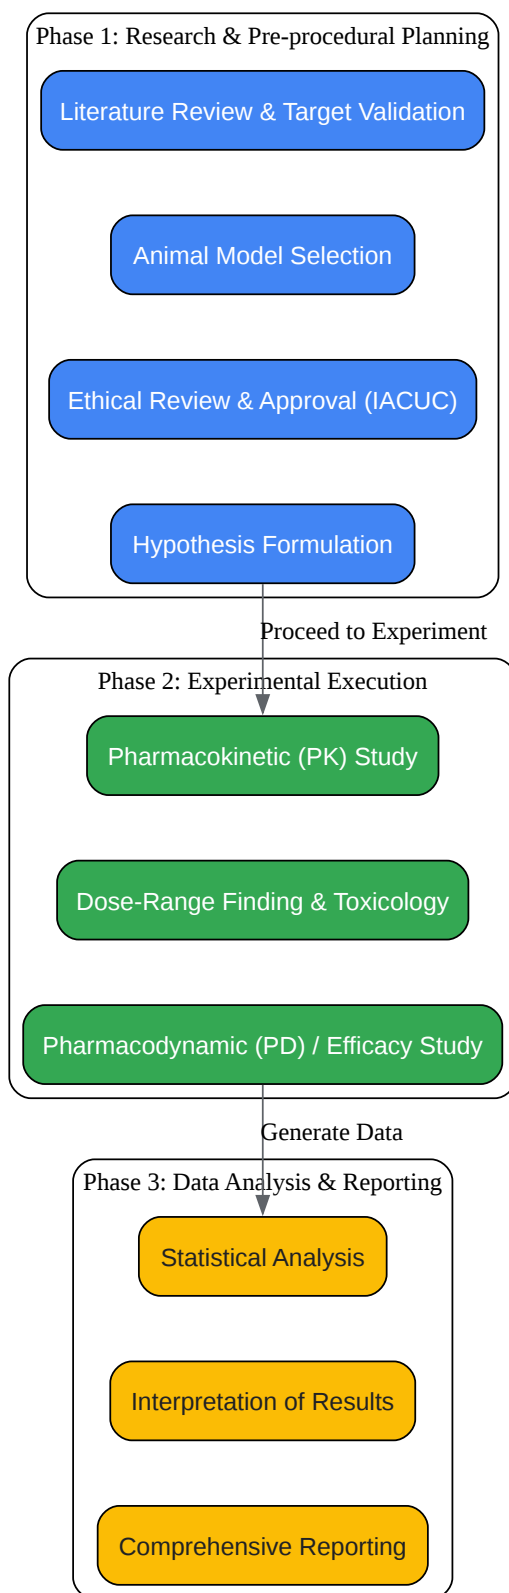 Phase 1: Research & Pre-procedural Planning
Literature Review & Target Validation
Animal Model Selection
Ethical Review & Approval (IACUC)
Hypothesis Formulation
Proceed to Experiment
Phase 2: Experimental Execution
Pharmacokinetic (PK) Study
Dose-Range Finding & Toxicology
Pharmacodynamic (PD) / Efficacy Study
Generate Data
Phase 3: Data Analysis & Reporting
Statistical Analysis
Interpretation of Results
Comprehensive Reporting